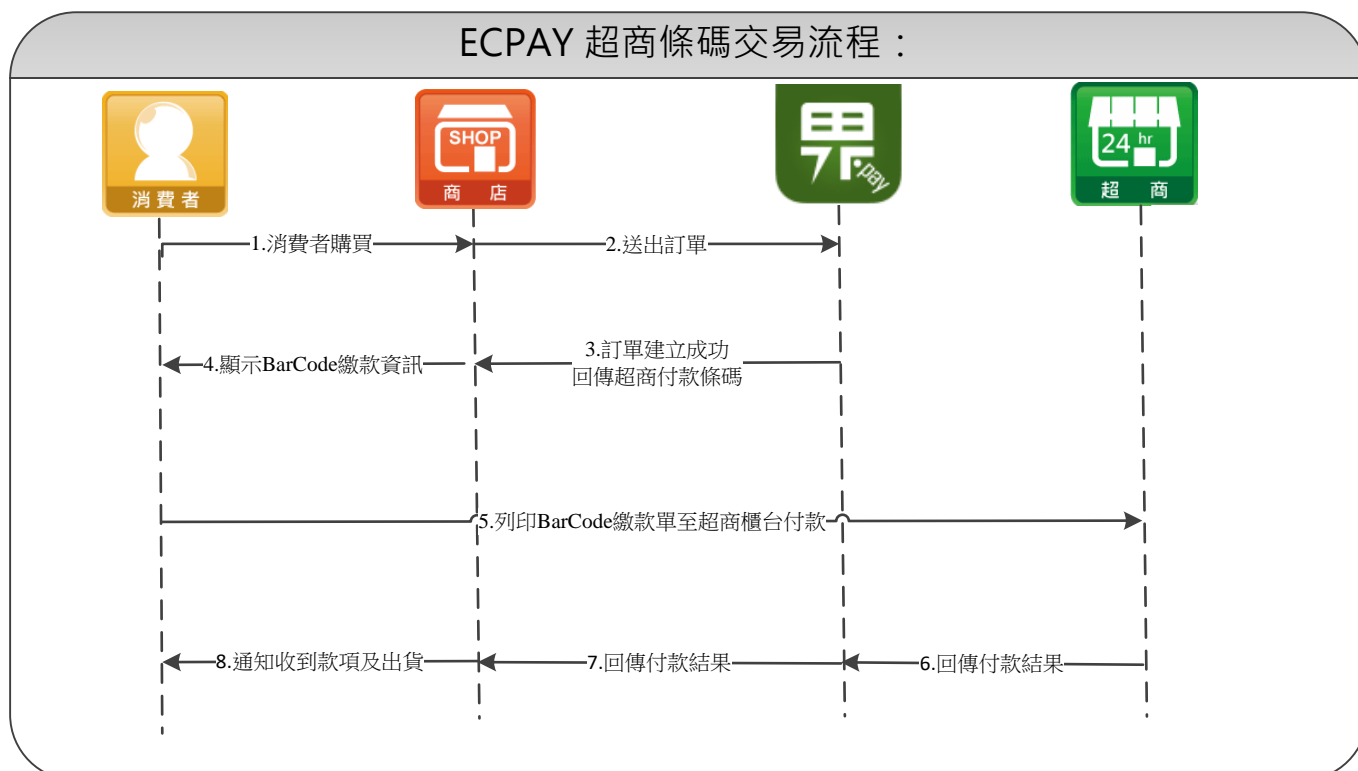 ECPAY 超商條碼交易流程：
消費者
SHOP
商店
界
pay
24 hr
超商
1.消費者購買
2.送出訂單
3.訂單建立成功
回傳超商付款條碼
4.顯示BarCode繳款資訊
5.列印BarCode繳款單至超商櫃台付款
8.通知收到款項及出貨
7.回傳付款結果
6.回傳付款結果